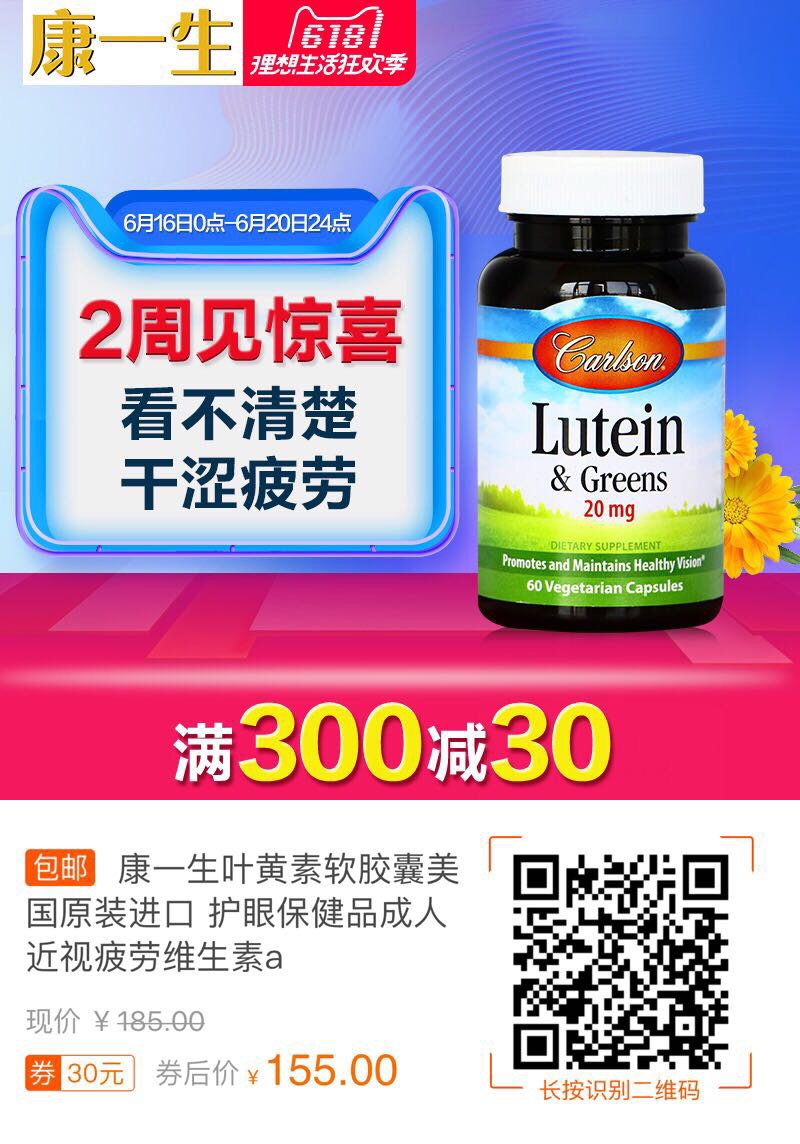 康一生
618
理想生活狂欢季
6月16日0点-6月20日24点
2周见惊喜
看不清楚
干涩疲劳
Carlson®
Lutein
& Greens
20 mg
DIETARY SUPPLEMENT
Promotes and Maintains Healthy Vision®
60 Vegetarian Capsules
满300减30
包邮 康一生叶黄素软胶囊美
国原装进口 护眼保健品成人
近视疲劳维生素a
现价 ¥ 185.00
券 30元 券后价 ¥ 155.00
长按识别二维码